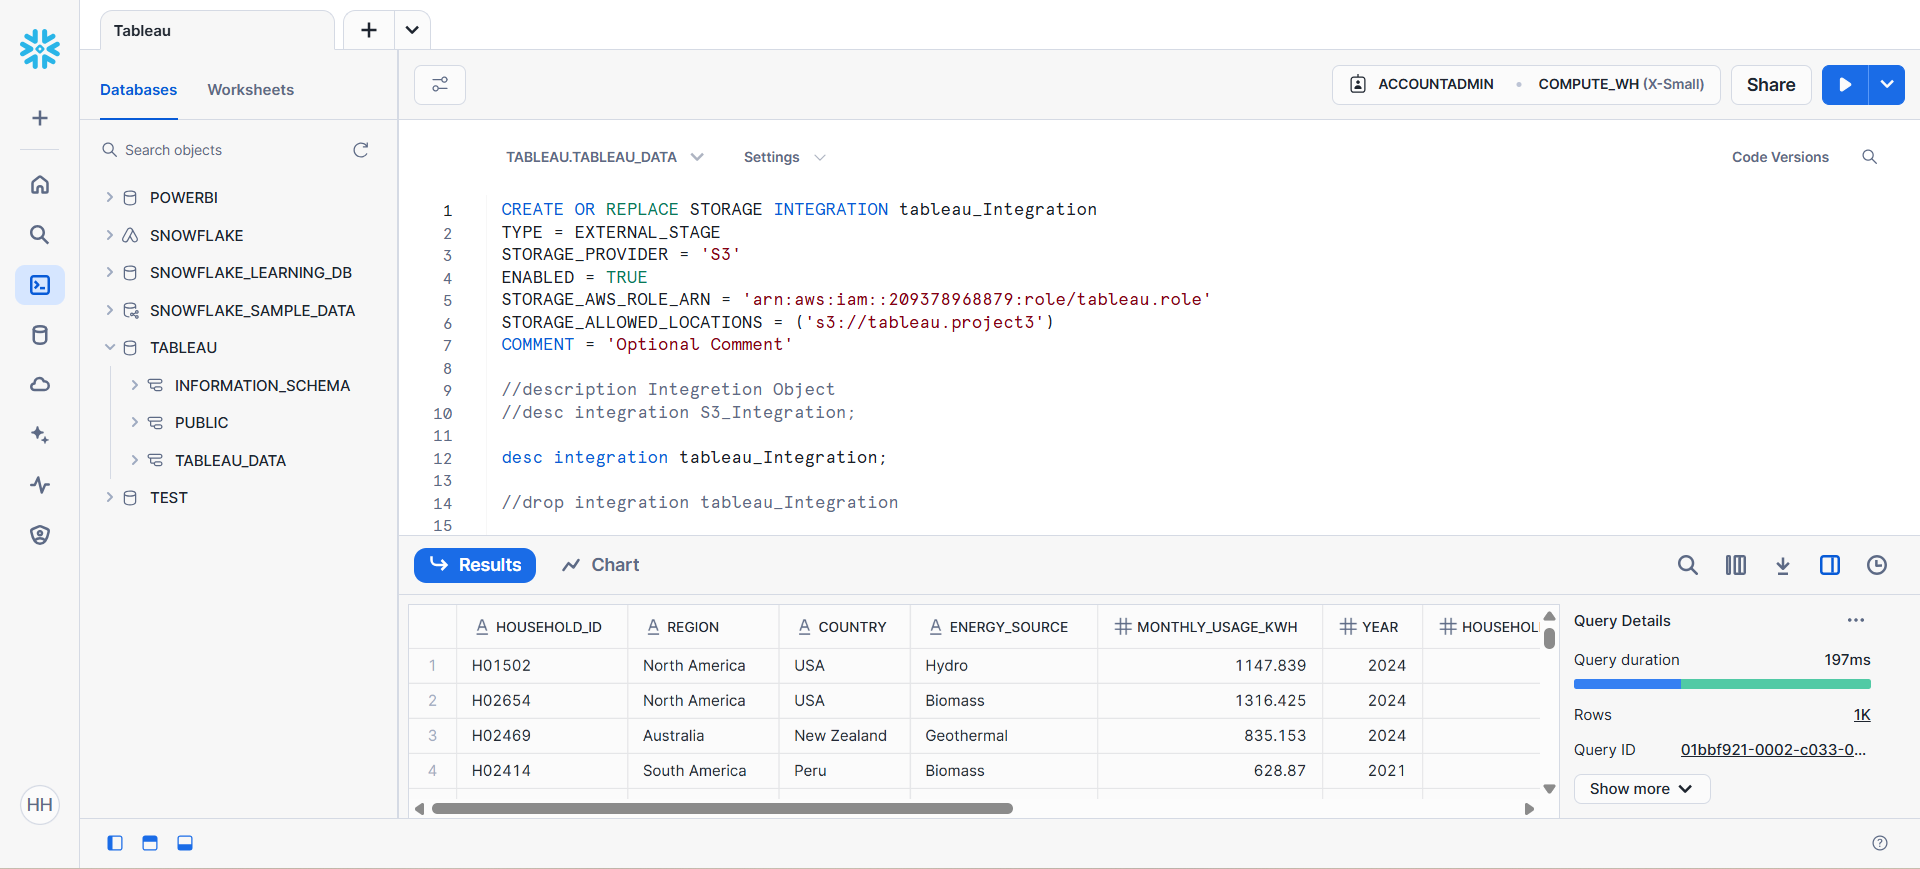 Tableau
Databases
Worksheets
ACCOUNTADMIN
COMPUTE_WH (X-Small)
Share
Search objects
POWERBI
SNOWFLAKE
SNOWFLAKE_LEARNING_DB
SNOWFLAKE_SAMPLE_DATA
TABLEAU
INFORMATION_SCHEMA
PUBLIC
TABLEAU_DATA
TEST
HH
TABLEAU.TABLEAU_DATA
Settings
Code Versions
1 CREATE OR REPLACE STORAGE INTEGRATION tableau_Integration
2 TYPE = EXTERNAL_STAGE
3 STORAGE_PROVIDER = 'S3'
4 ENABLED = TRUE
5 STORAGE_AWS_ROLE_ARN = 'arn:aws:iam::209378968879:role/tableau.role'
6 STORAGE_ALLOWED_LOCATIONS = ('s3://tableau.project3')
7 COMMENT = 'Optional Comment'
8
9 //description Integretion Object
10 //desc integration S3_Integration;
11
12 desc integration tableau_Integration;
13
14 //drop integration tableau_Integration
15
Results
Chart
HOUSEHOLD_ID REGION COUNTRY ENERGY_SOURCE MONTHLY_USAGE_KWH YEAR HOUSEHOL
1 H01502 North America USA Hydro 1147.839 2024
2 H02654 North America USA Biomass 1316.425 2024
3 H02469 Australia New Zealand Geothermal 835.153 2024
4 H02414 South America Peru Biomass 628.87 2021
Query Details
Query duration 197ms
Rows 1K
Query ID 01bbf921-0002-c033-0...
Show more